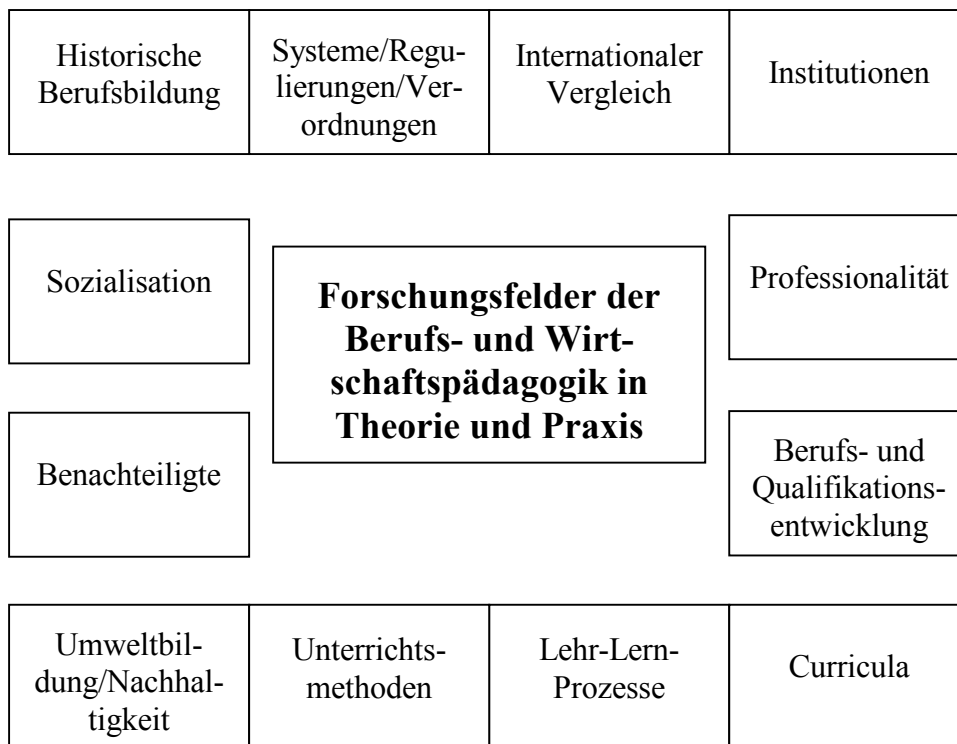 Historische
Berufsbildung
Systeme/Regu-
lierungen/Ver-
ordnungen
Internationaler
Vergleich
Institutionen
Sozialisation
Forschungsfelder der
Berufs- und Wirt-
schaftspädagogik in
Theorie und Praxis
Professionalität
Benachteiligte
Berufs- und
Qualifikations-
entwicklung
Umweltbil-
dung/Nachhal-
tigkeit
Unterrichts-
methoden
Lehr-Lern-
Prozesse
Curricula